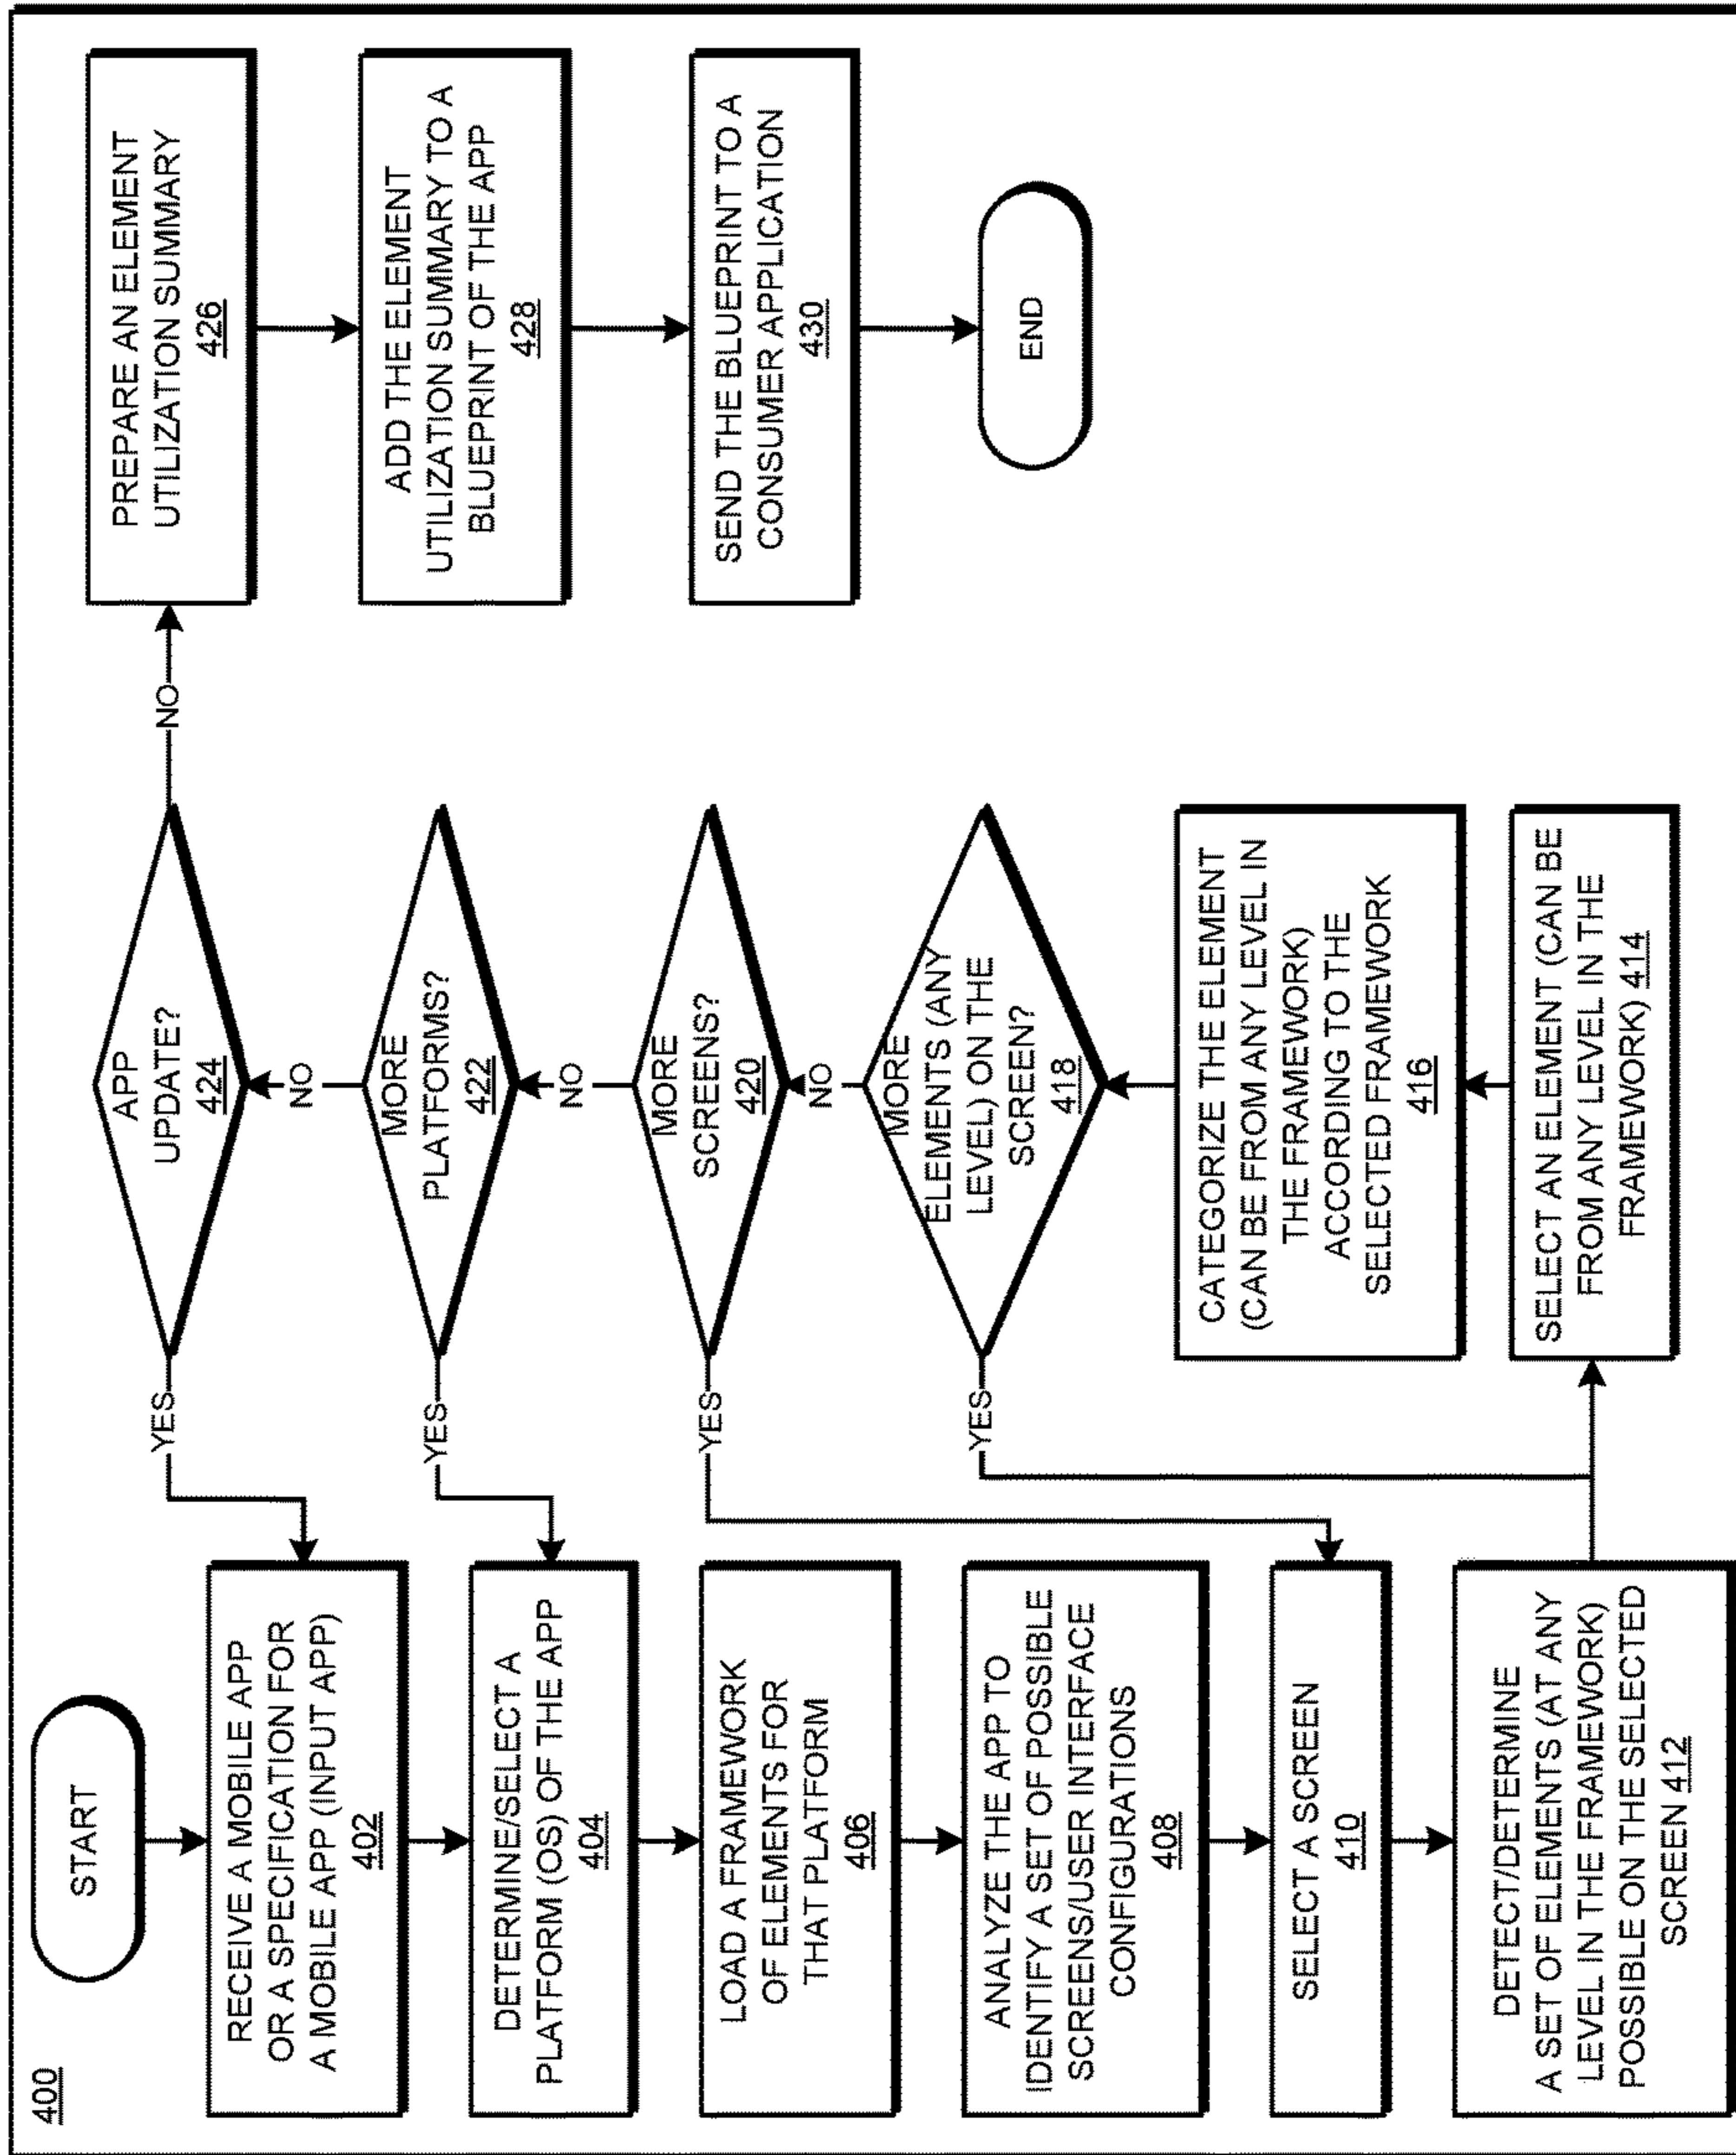 400
START
RECEIVE A MOBILE APP
OR A SPECIFICATION FOR
A MOBILE APP (INPUT APP)
402
DETERMINE/SELECT A
PLATFORM (OS) OF THE APP
404
LOAD A FRAMEWORK
OF ELEMENTS FOR
THAT PLATFORM
406
ANALYZE THE APP TO
IDENTIFY A SET OF POSSIBLE
SCREENS/USER INTERFACE
CONFIGURATIONS
408
SELECT A SCREEN
410
DETECT/DETERMINE
A SET OF ELEMENTS (AT ANY
LEVEL IN THE FRAMEWORK)
POSSIBLE ON THE SELECTED
SCREEN 412
SELECT AN ELEMENT (CAN BE
FROM ANY LEVEL IN THE
FRAMEWORK) 414
CATEGORIZE THE ELEMENT
(CAN BE FROM ANY LEVEL IN
THE FRAMEWORK)
ACCORDING TO THE
SELECTED FRAMEWORK
416
MORE
ELEMENTS (ANY
LEVEL) ON THE
SCREEN?
418
YES
NO
MORE
SCREENS?
420
YES
NO
MORE
PLATFORMS?
422
YES
NO
APP
UPDATE?
424
YES
NO
PREPARE AN ELEMENT
UTILIZATION SUMMARY
426
ADD THE ELEMENT
UTILIZATION SUMMARY TO A
BLUEPRINT OF THE APP
428
SEND THE BLUEPRINT TO A
CONSUMER APPLICATION
430
END